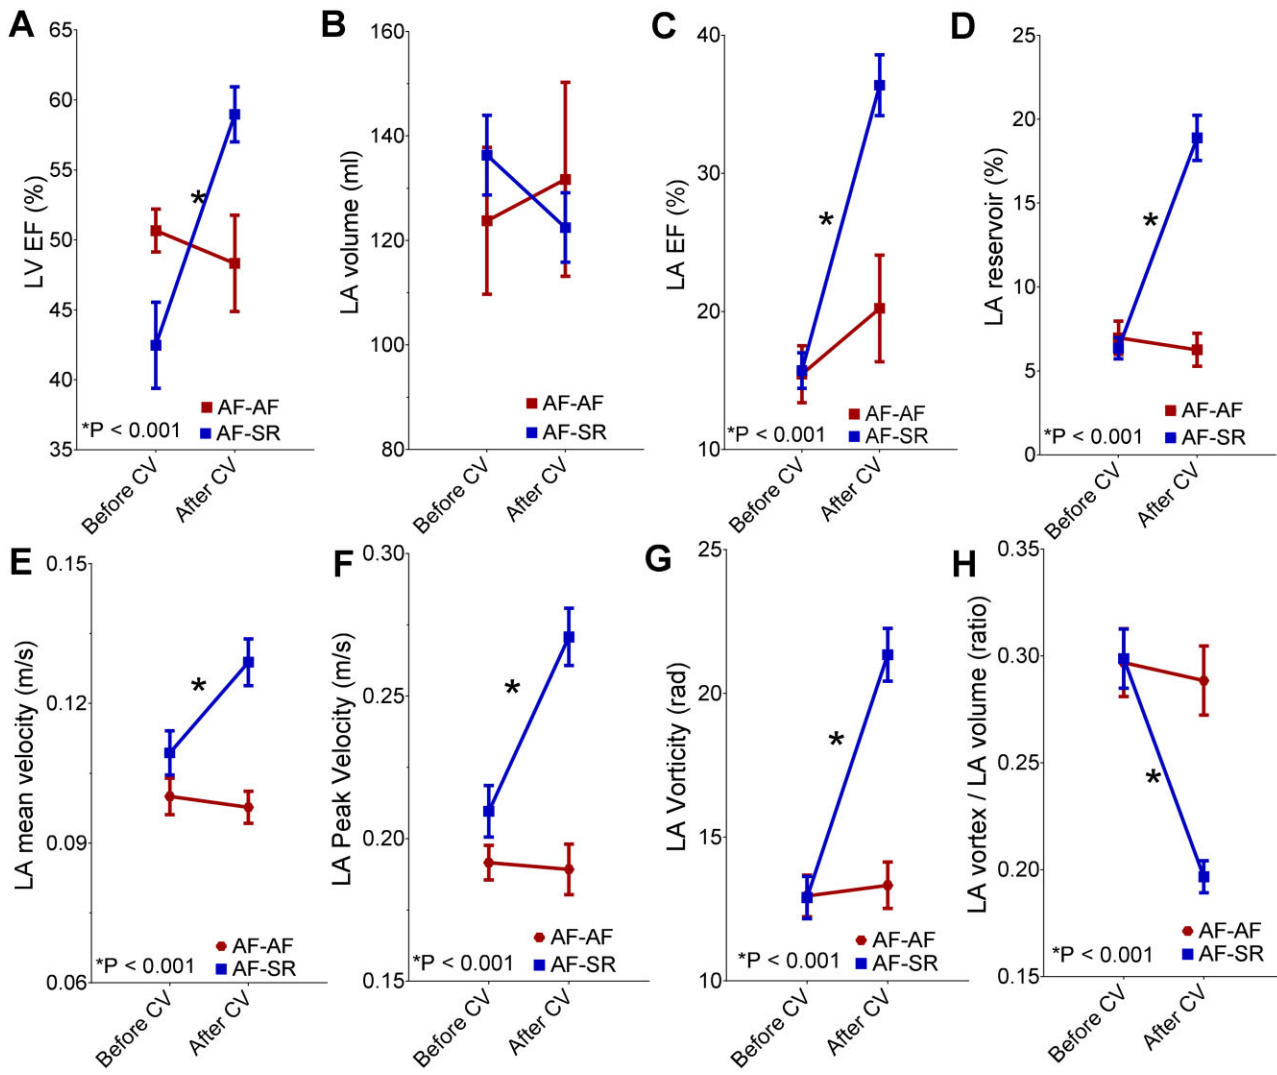 A
LV EF (%)
65
60
55
50
45
40
35
*
*P < 0.001
AF-AF
AF-SR
Before CV
After CV
B
LA volume (ml)
160
140
120
100
80
AF-AF
AF-SR
Before CV
After CV
C
LA EF (%)
40
30
20
10
*
*P < 0.001
AF-AF
AF-SR
Before CV
After CV
D
LA reservoir (%)
25
20
15
10
5
0
*
*P < 0.001
AF-AF
AF-SR
Before CV
After CV
E
LA mean velocity (m/s)
0.15
0.12
0.09
0.06
*
*P < 0.001
AF-AF
AF-SR
Before CV
After CV
F
LA Peak Velocity (m/s)
0.30
0.25
0.20
0.15
*
*P < 0.001
AF-AF
AF-SR
Before CV
After CV
G
LA Vorticity (rad)
25
20
15
10
*
*P < 0.001
AF-AF
AF-SR
Before CV
After CV
H
LA vortex / LA volume (ratio)
0.35
0.30
0.25
0.20
0.15
*
*P < 0.001
AF-AF
AF-SR
Before CV
After CV